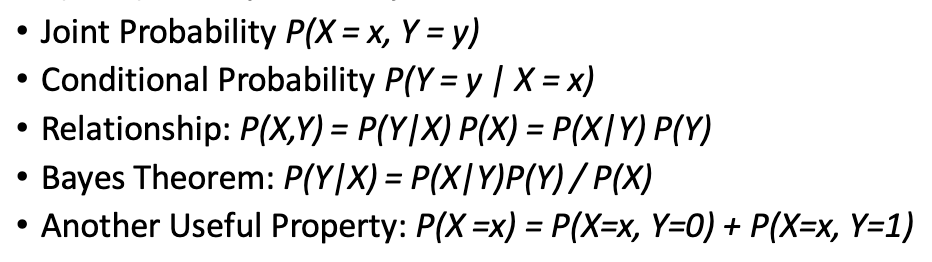 • Joint Probability P(X = x, Y = y)
• Conditional Probability P(Y = y | X = x)
• Relationship: P(X,Y) = P(Y|X) P(X) = P(X|Y) P(Y)
• Bayes Theorem: P(Y|X) = P(X|Y)P(Y) / P(X)
• Another Useful Property: P(X =x) = P(X=x, Y=0) + P(X=x, Y=1)